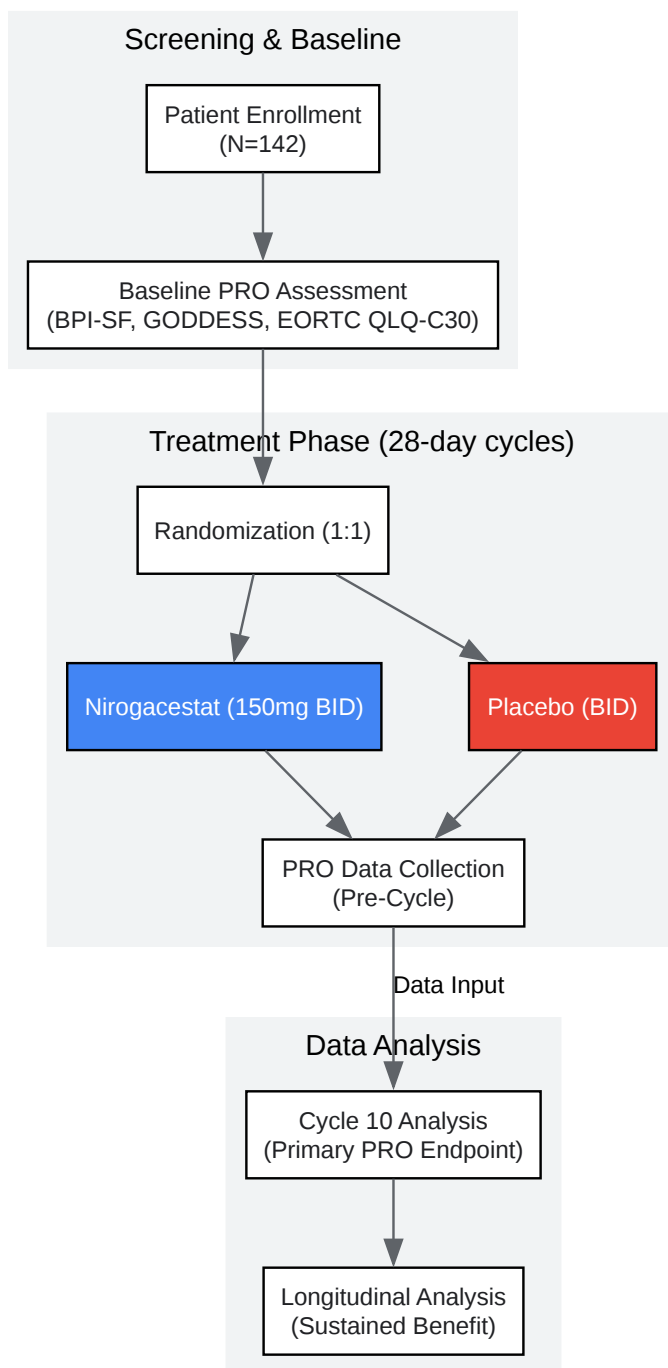 Screening & Baseline
Patient Enrollment
(N=142)
Baseline PRO Assessment
(BPI-SF, GODDESS, EORTC QLQ-C30)
Treatment Phase (28-day cycles)
Randomization (1:1)
Nirogacestat (150mg BID)
Placebo (BID)
PRO Data Collection
(Pre-Cycle)
Data Input
Data Analysis
Cycle 10 Analysis
(Primary PRO Endpoint)
Longitudinal Analysis
(Sustained Benefit)